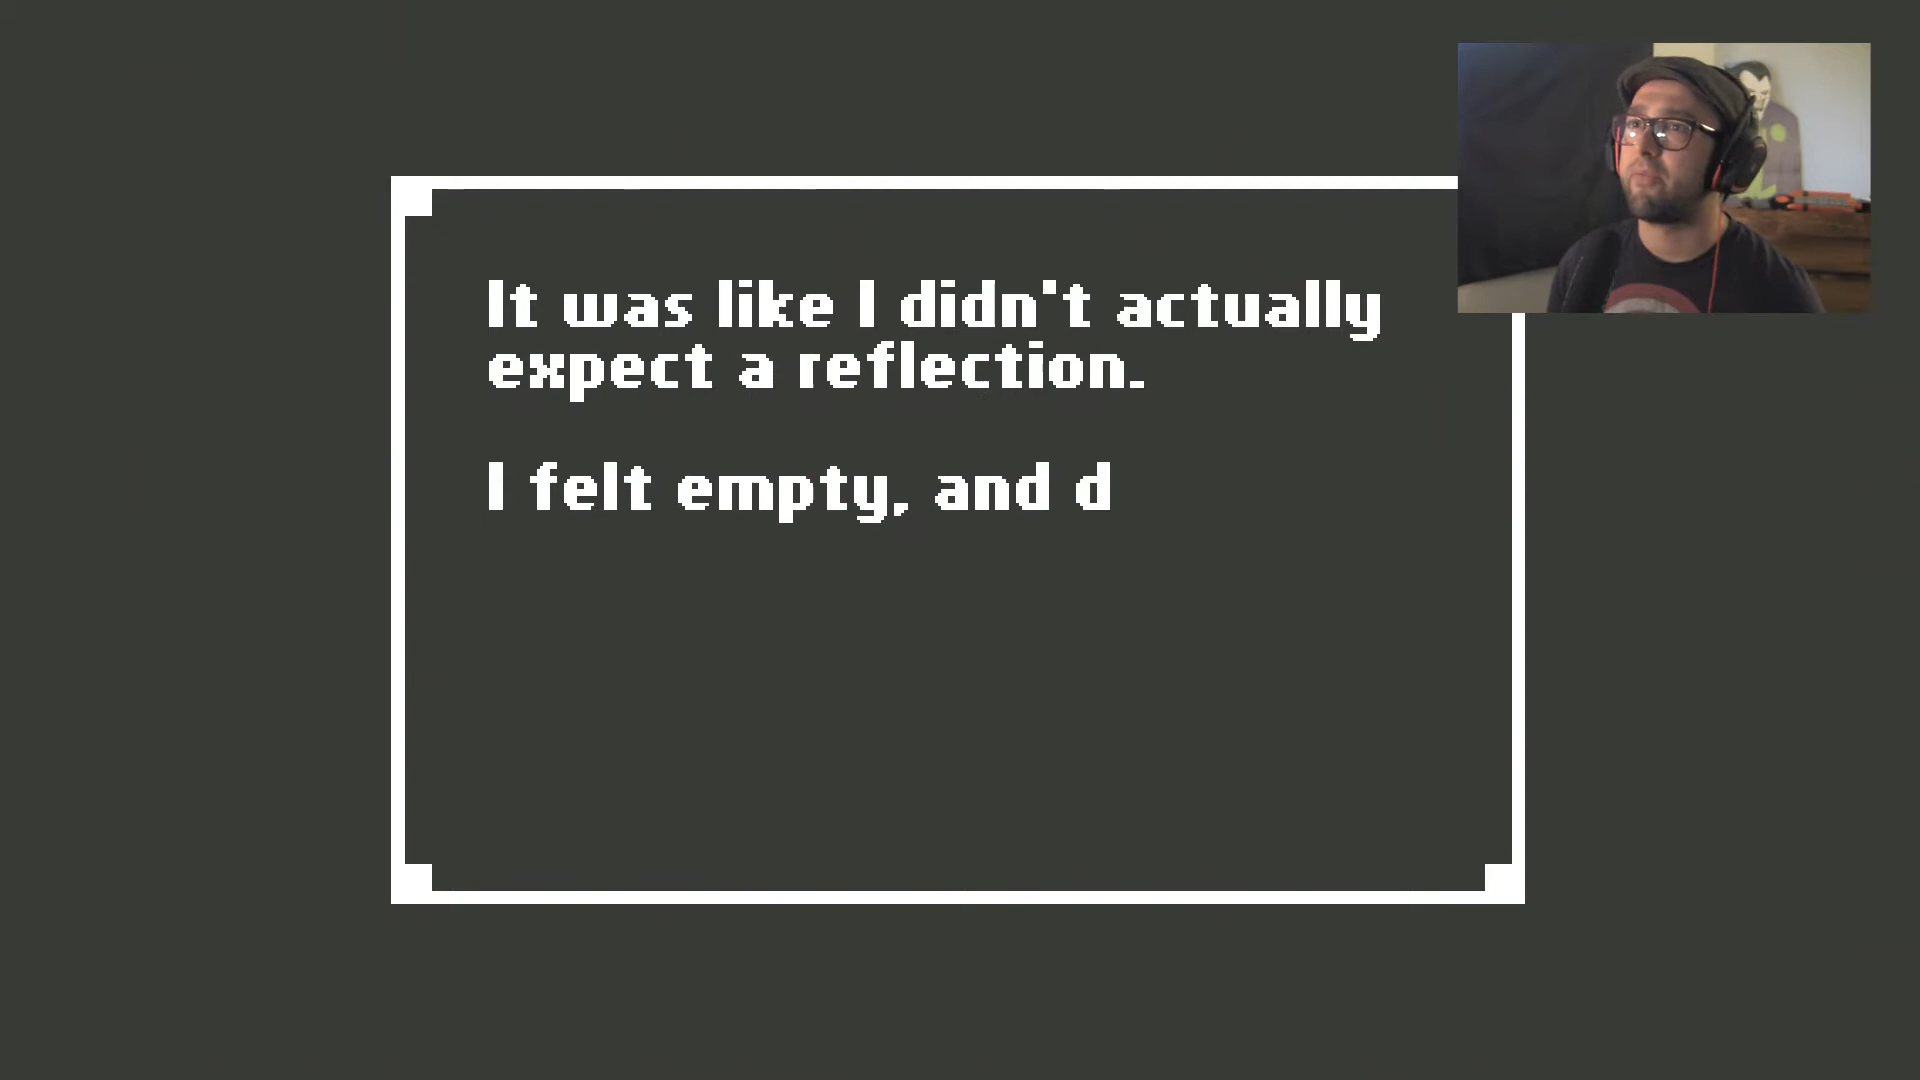 It was like I didn't actually
expect a reflection.
I felt empty, and d